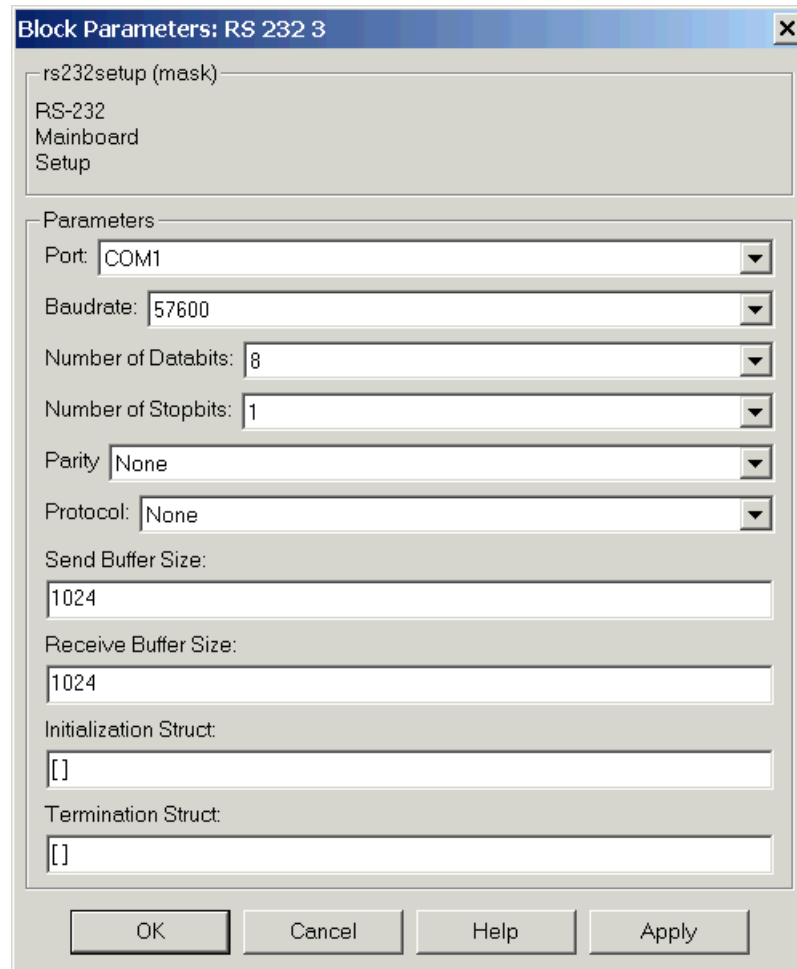 Block Parameters: RS 232 3
rs232setup (mask)
RS-232
Mainboard
Setup
Parameters
Port: COM1
Baudrate: 57600
Number of Databits: 8
Number of Stopbits: 1
Parity None
Protocol: None
Send Buffer Size:
1024
Receive Buffer Size:
1024
Initialization Struct:
[]
Termination Struct:
[]
OK Cancel Help Apply